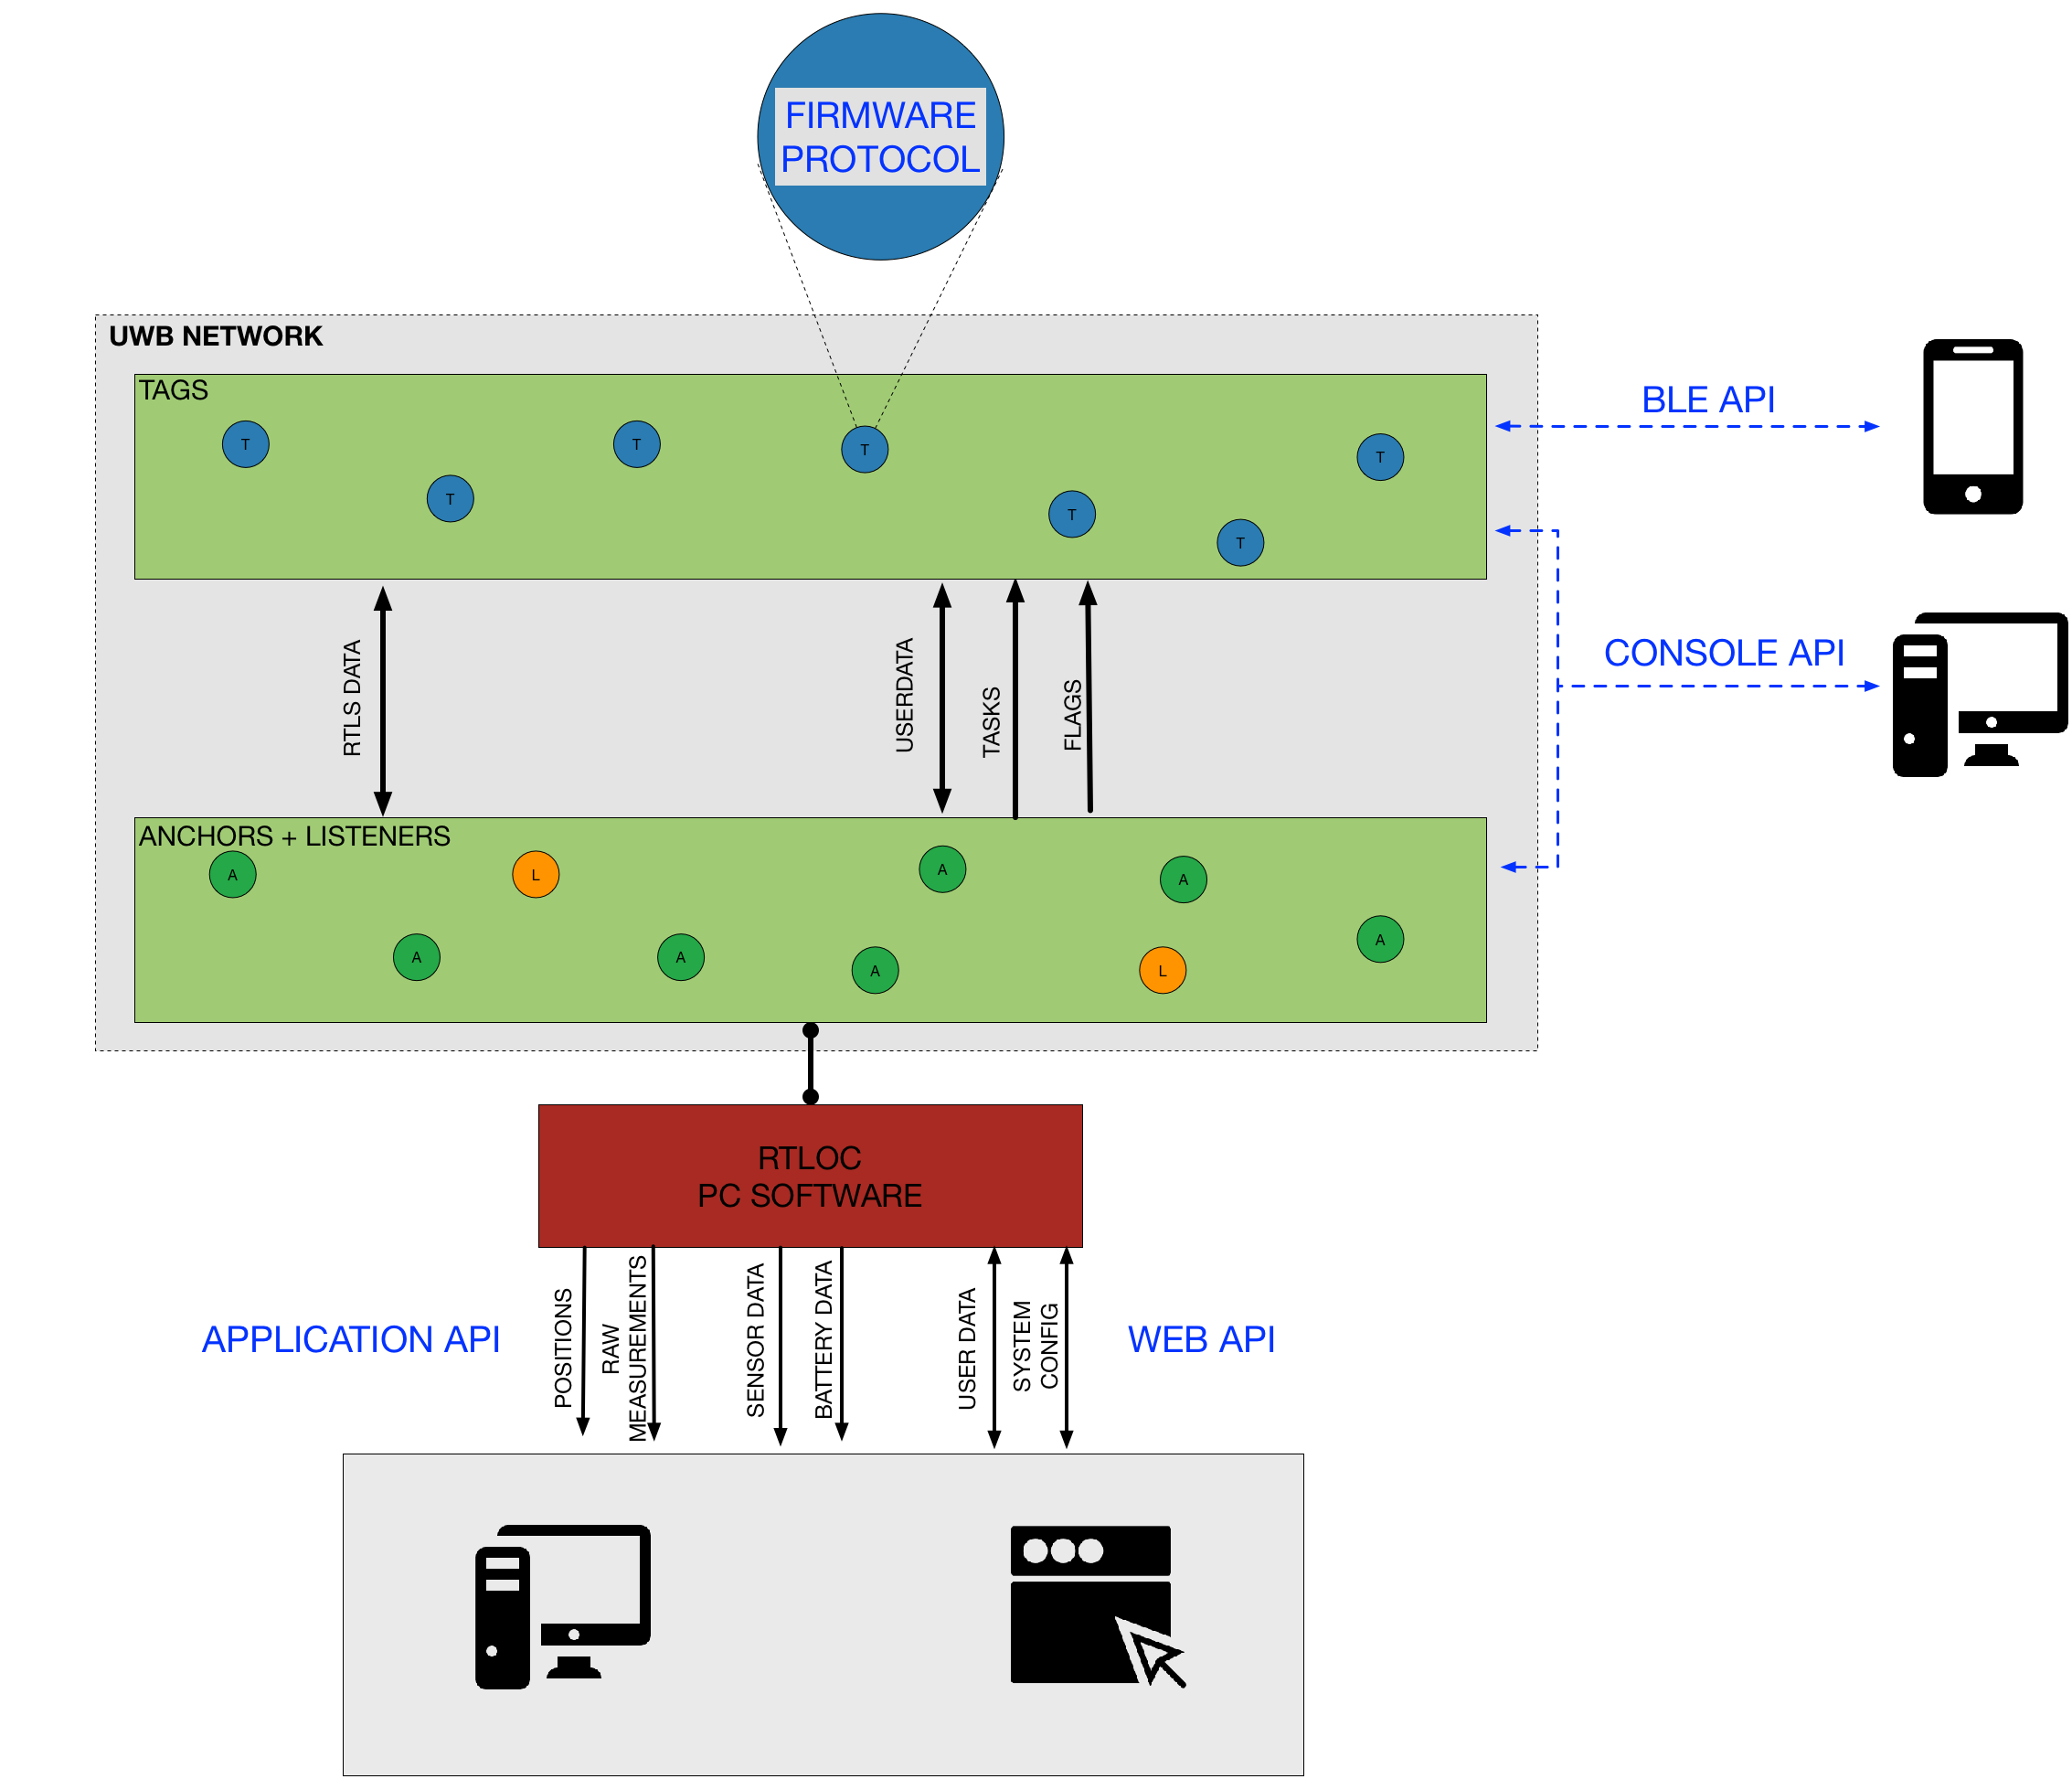 FIRMWARE
PROTOCOL
UWB NETWORK
TAGS
T
T
T
T
T
T
T
BLE API
CONSOLE API
RTLS DATA
USERDATA
TASKS
FLAGS
ANCHORS + LISTENERS
A
L
A
A
A
A
A
L
A
RTLOC
PC SOFTWARE
APPLICATION API
POSITIONS
RAW
MEASUREMENTS
SENSOR DATA
BATTERY DATA
USER DATA
SYSTEM
CONFIG
WEB API